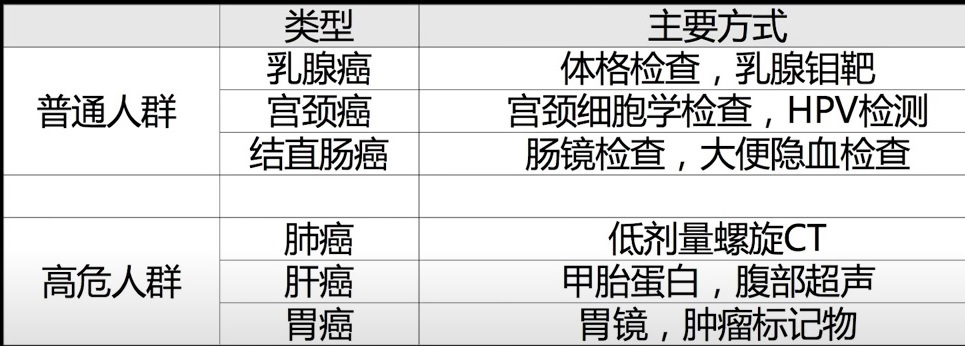 类型 主要方式
普通人群
乳腺癌 体格检查，乳腺钼靶
宫颈癌 宫颈细胞学检查，HPV检测
结直肠癌 肠镜检查，大便隐血检查
高危人群
肺癌 低剂量螺旋CT
肝癌 甲胎蛋白，腹部超声
胃癌 胃镜，肿瘤标记物